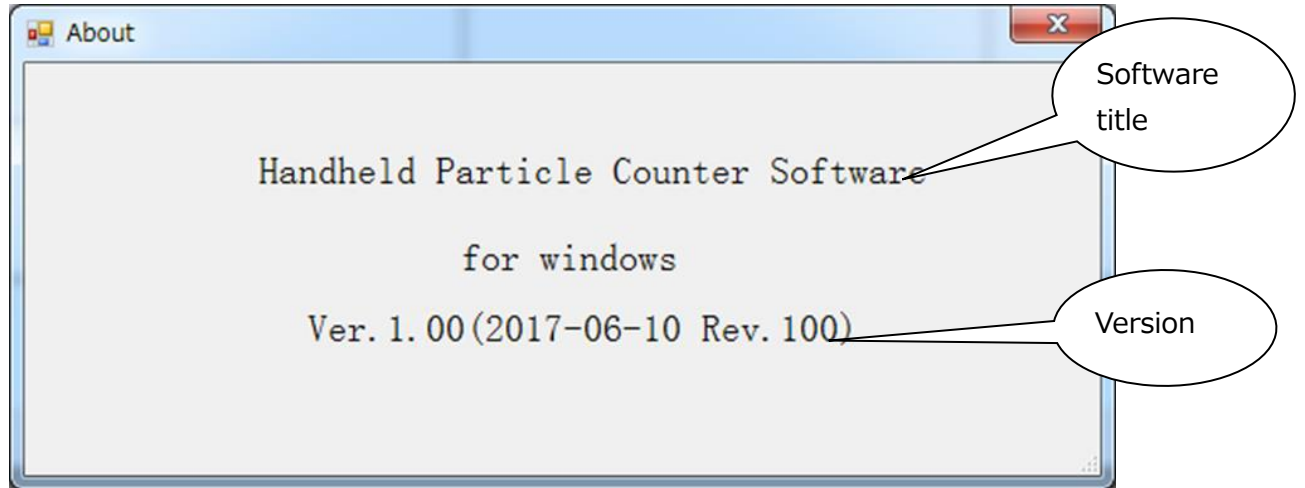 About
Software
title
Handheld Particle Counter Software
for windows
Ver.1.00(2017-06-10 Rev.100)
Version